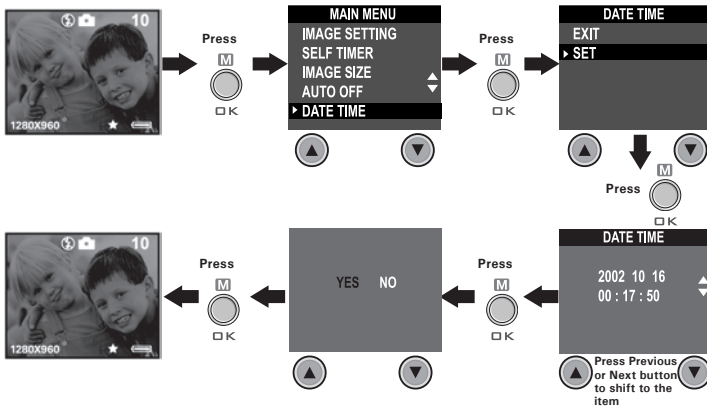 10
1280X960
Press
M
OK
MAIN MENU
IMAGE SETTING
SELF TIMER
IMAGE SIZE
AUTO OFF
DATE TIME
Press
M
OK
DATE TIME
EXIT
SET
Press
M
OK
DATE TIME
2002 10 16
00 : 17 : 50
Press Previous
or Next button
to shift to the
item
Press
M
OK
YES NO
Press
M
OK
10
1280X960